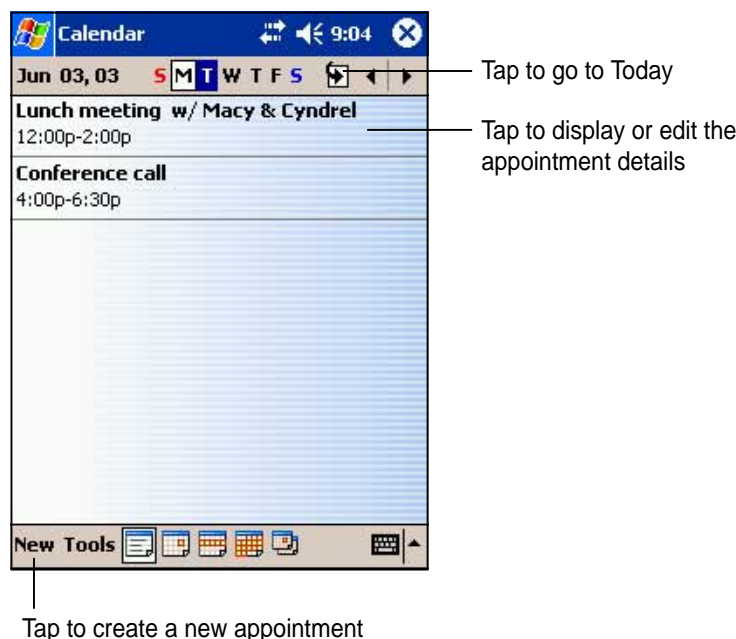 Calendar 9:04
Jun 03, 03 S M T W T F S
Tap to go to Today
Lunch meeting w/ Macy & Cyndrel
12:00p-2:00p
Tap to display or edit the
appointment details
Conference call
4:00p-6:30p
New Tools
Tap to create a new appointment